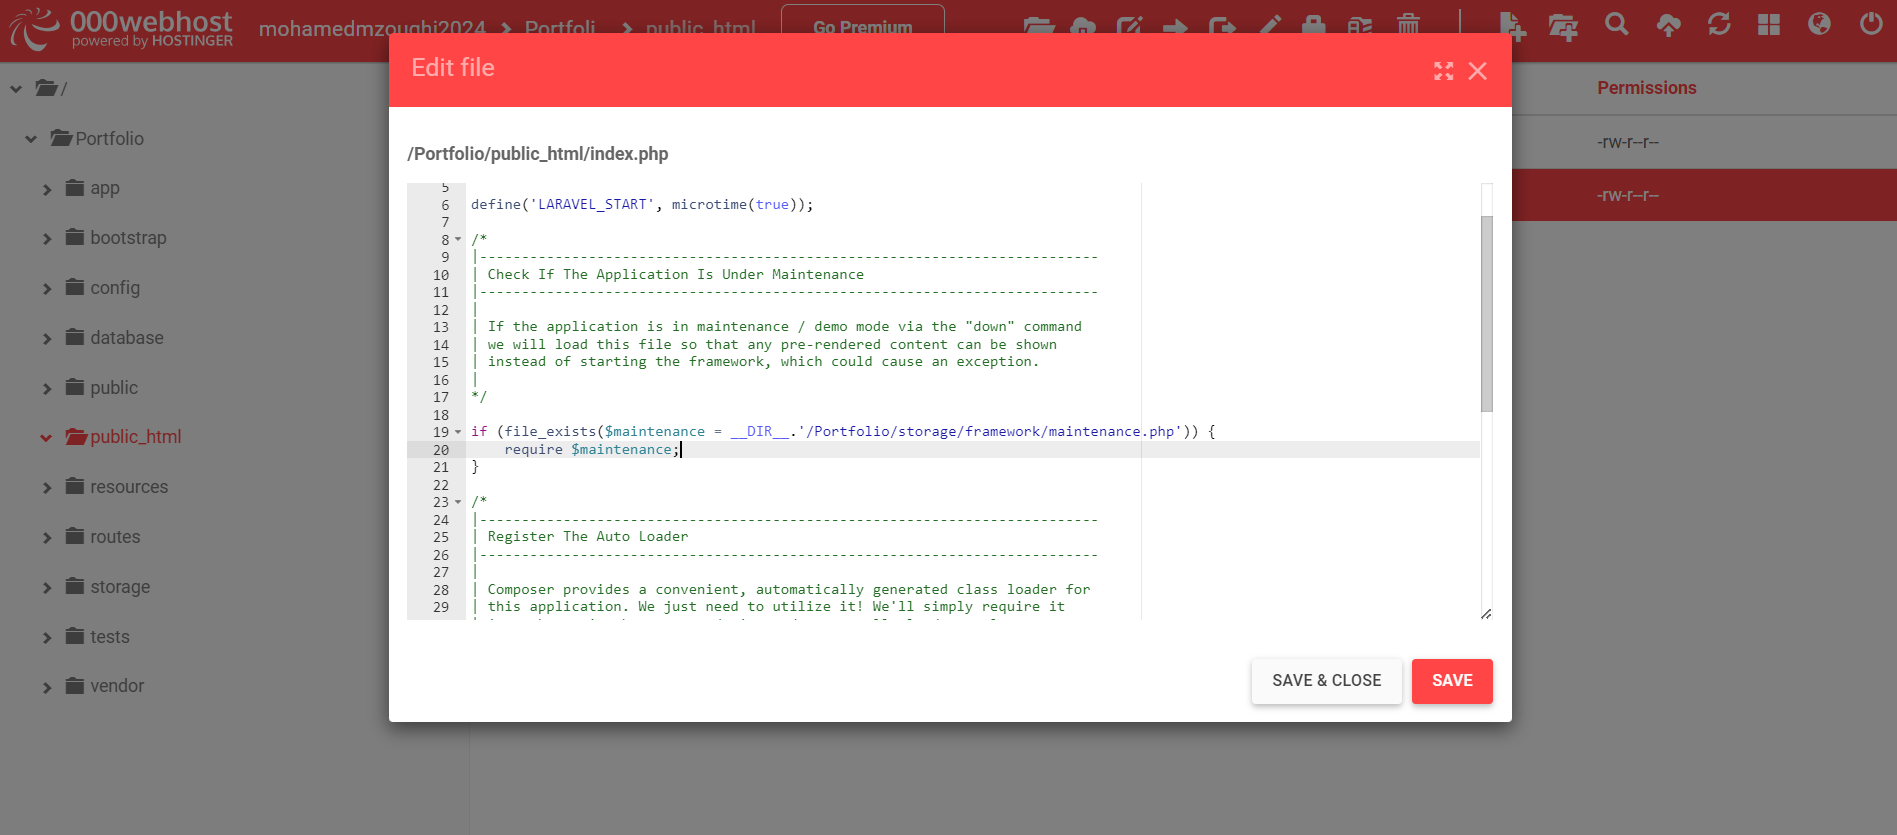 000webhost
powered by HOSTINGER
mohamedmzoughi2024 > Portfoli > public_html
Go Premium
Edit file
/
Portfolio
app
bootstrap
config
database
public
public_html
resources
routes
storage
tests
vendor
Permissions
-rw-r--r--
-rw-r--r--
/Portfolio/public_html/index.php
5
6 define('LARAVEL_START', microtime(true));
7
8 /*
9 |--------------------------------------------------------------------------
10 | Check If The Application Is Under Maintenance
11 |--------------------------------------------------------------------------
12 |
13 | If the application is in maintenance / demo mode via the "down" command
14 | we will load this file so that any pre-rendered content can be shown
15 | instead of starting the framework, which could cause an exception.
16 |
17 */
18
19 if (file_exists($maintenance = __DIR__.'/Portfolio/storage/framework/maintenance.php')) {
20     require $maintenance;
21 }
22
23 /*
24 |--------------------------------------------------------------------------
25 | Register The Auto Loader
26 |--------------------------------------------------------------------------
27 |
28 | Composer provides a convenient, automatically generated class loader for
29 | this application. We just need to utilize it! We'll simply require it
SAVE & CLOSE
SAVE